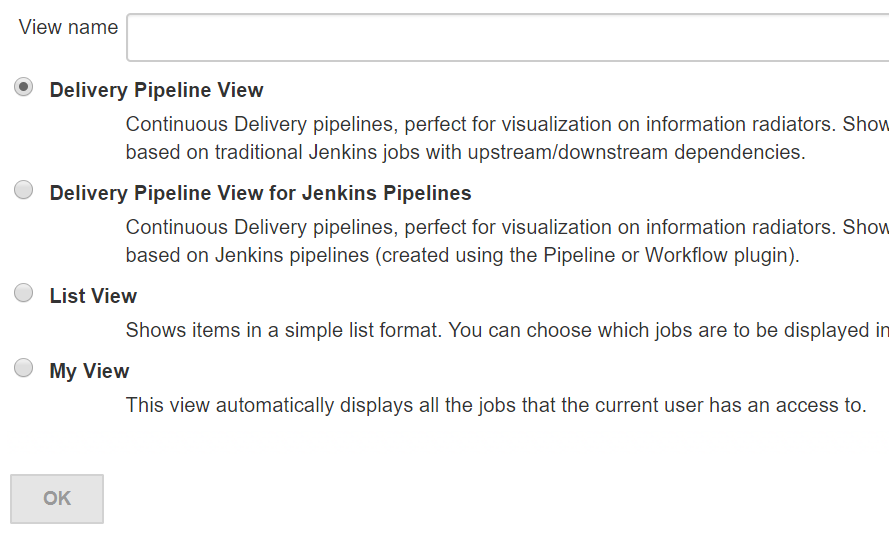 View name
Delivery Pipeline View
Continuous Delivery pipelines, perfect for visualization on information radiators. Show
based on traditional Jenkins jobs with upstream/downstream dependencies.
Delivery Pipeline View for Jenkins Pipelines
Continuous Delivery pipelines, perfect for visualization on information radiators. Show
based on Jenkins pipelines (created using the Pipeline or Workflow plugin).
List View
Shows items in a simple list format. You can choose which jobs are to be displayed in
My View
This view automatically displays all the jobs that the current user has an access to.
OK